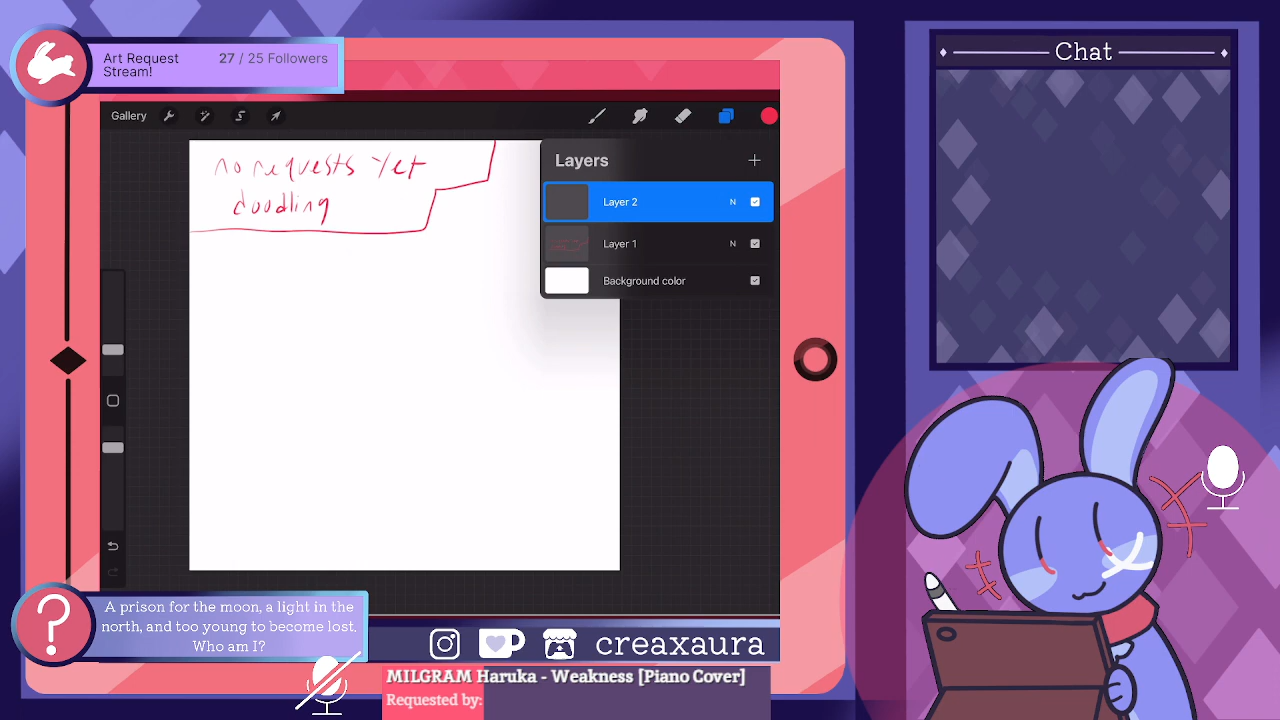 Art Request
Stream!
27 / 25 Followers
Chat
Gallery
no requests yet
doodling
Layers
Layer 2
N
Layer 1
N
Background color
?
A prison for the moon, a light in the
north, and too young to become lost.
Who am I?
creaxaura
MILGRAM Haruka - Weakness [Piano Cover]
Requested by: